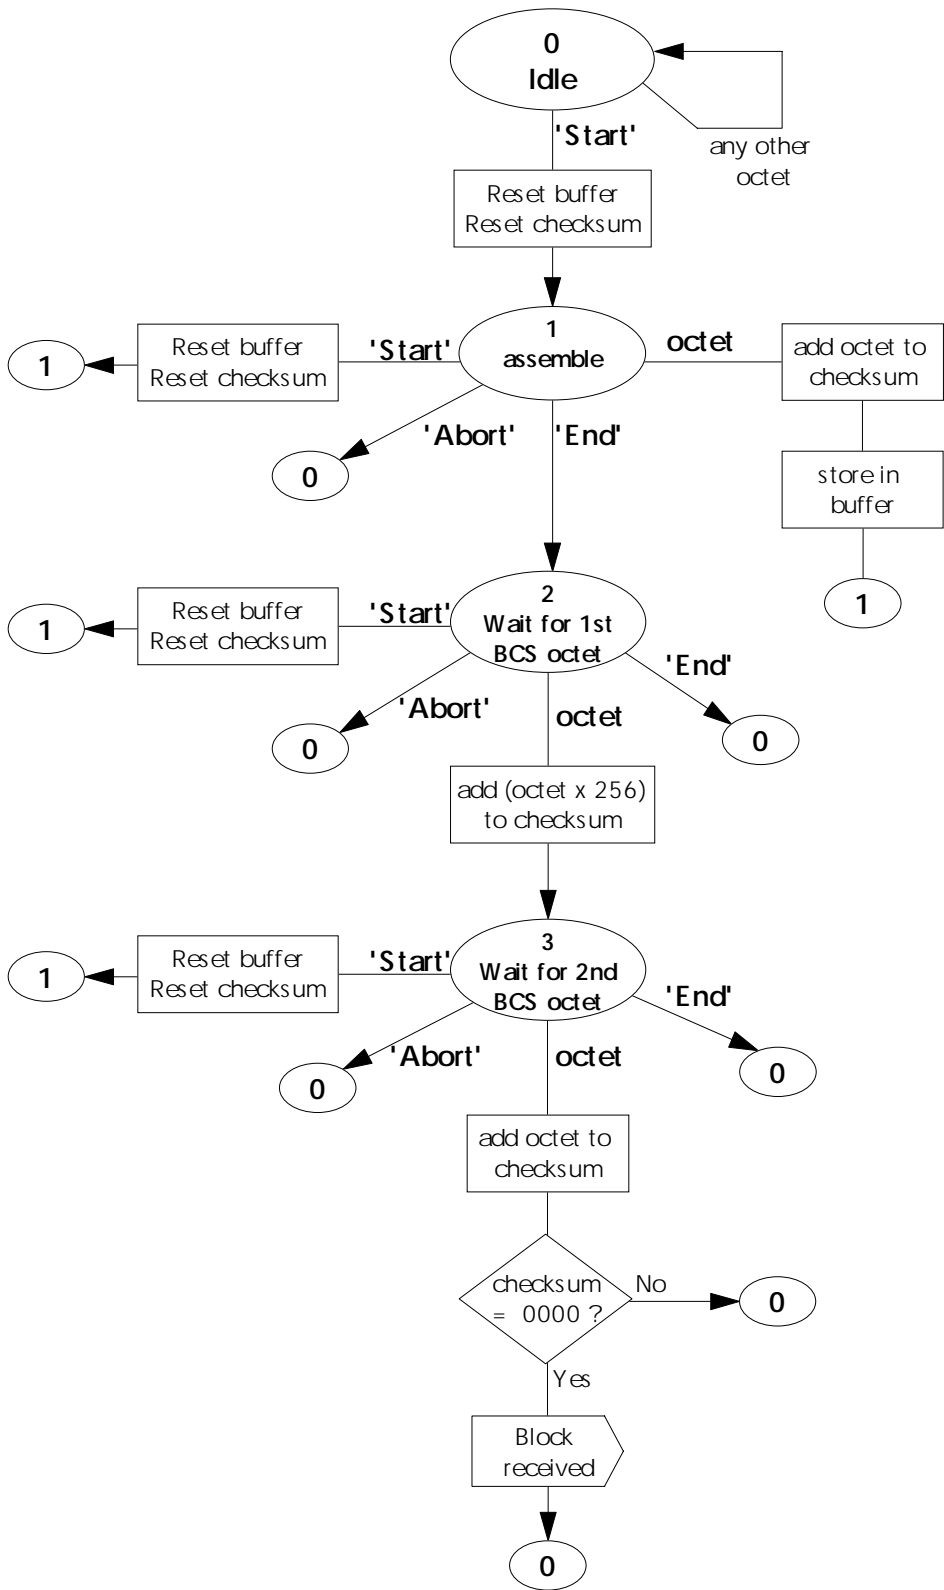 0
Idle
'Start'
any other
octet
Reset buffer
Reset checksum
1
assemble
'Start'
Reset buffer
Reset checksum
1
octet
add octet to
checksum
'Abort'
'End'
0
store in
buffer
1
2
Wait for 1st
BCS octet
'Start'
Reset buffer
Reset checksum
1
'End'
'Abort'
octet
0
0
add (octet x 256)
to checksum
3
Wait for 2nd
BCS octet
'Start'
Reset buffer
Reset checksum
1
'End'
'Abort'
octet
0
0
add octet to
checksum
checksum
= 0000 ?
No
0
Yes
Block
received
0